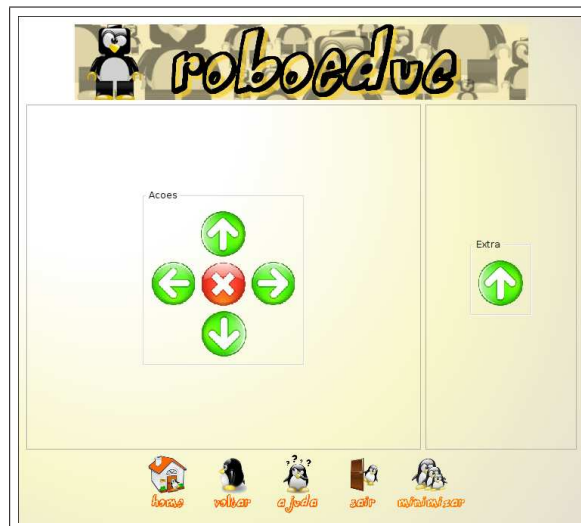 roboeduc
Acoes
Extra
? ? ? ?
home voltar ajuda sair minimizar